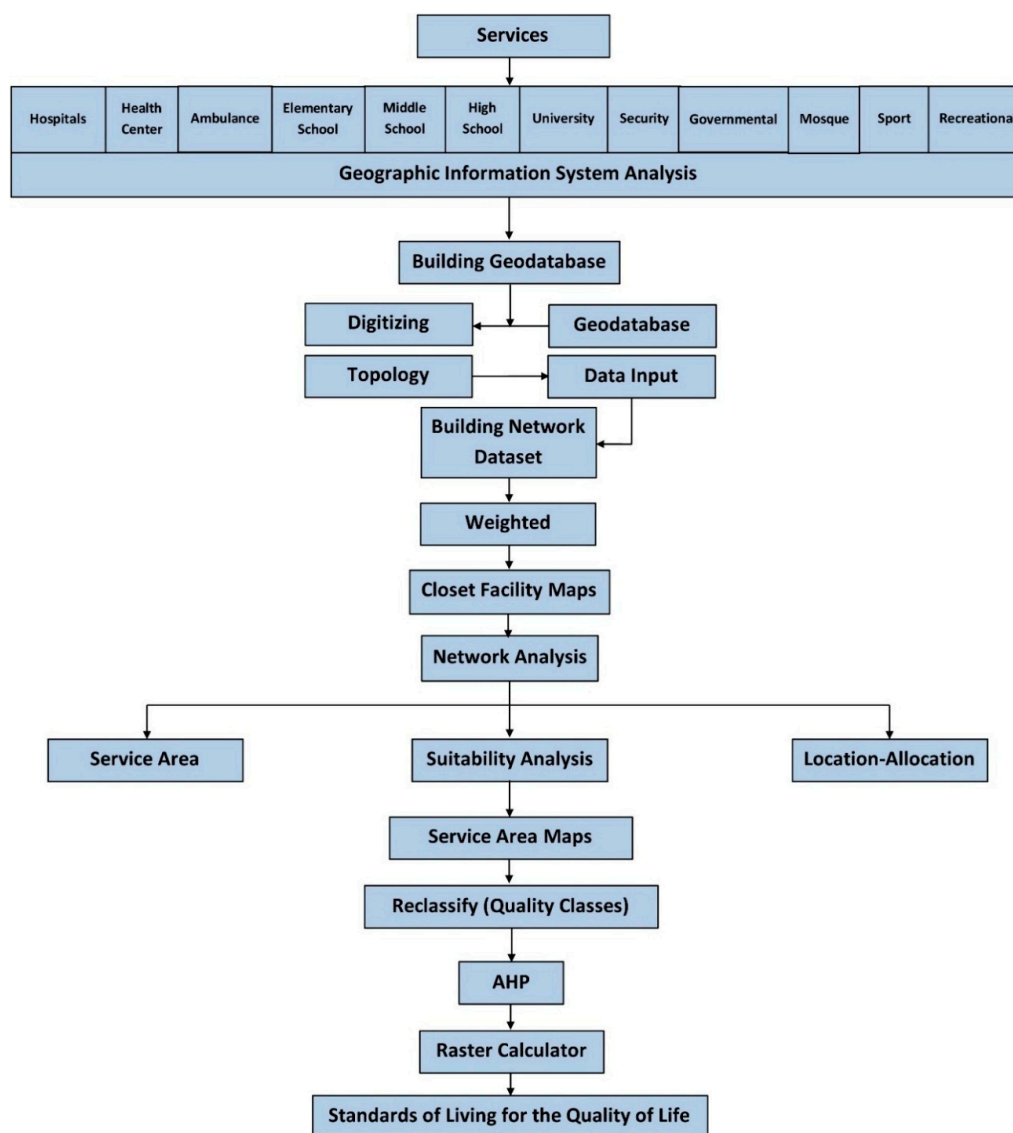 Services
Hospitals
Health
Center
Ambulance
Elementary
School
Middle
School
High
School
University
Security
Governmental
Mosque
Sport
Recreational
Geographic Information System Analysis
Building Geodatabase
Digitizing
Geodatabase
Topology
Data Input
Building Network
Dataset
Weighted
Closet Facility Maps
Network Analysis
Service Area
Suitability Analysis
Location-Allocation
Service Area Maps
Reclassify (Quality Classes)
AHP
Raster Calculator
Standards of Living for the Quality of Life